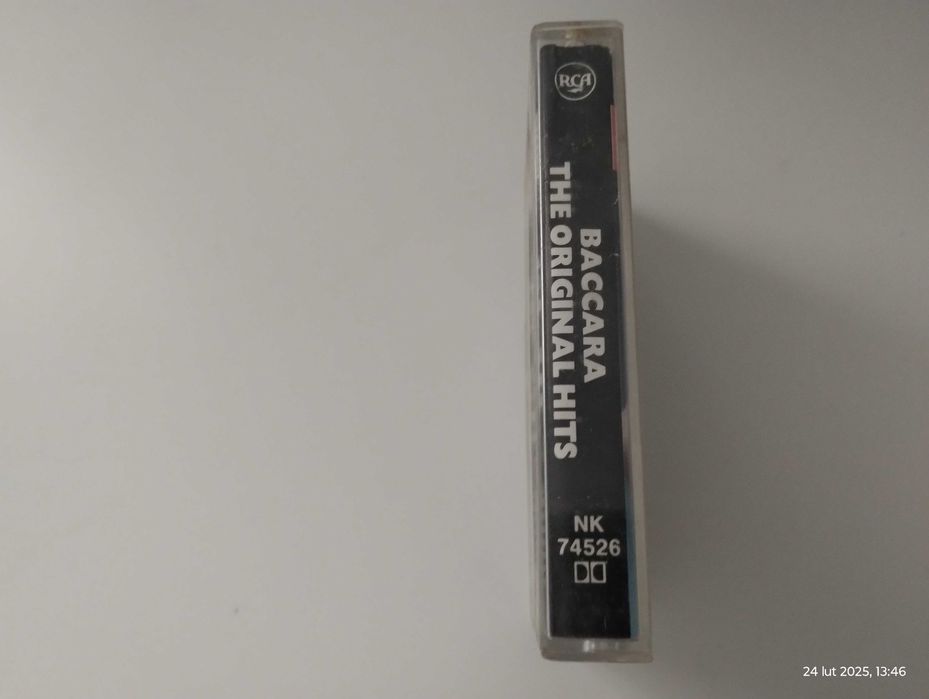 RCA
BACCARA
THE ORIGINAL HITS
NK
74526
24 lut 2025, 13:46